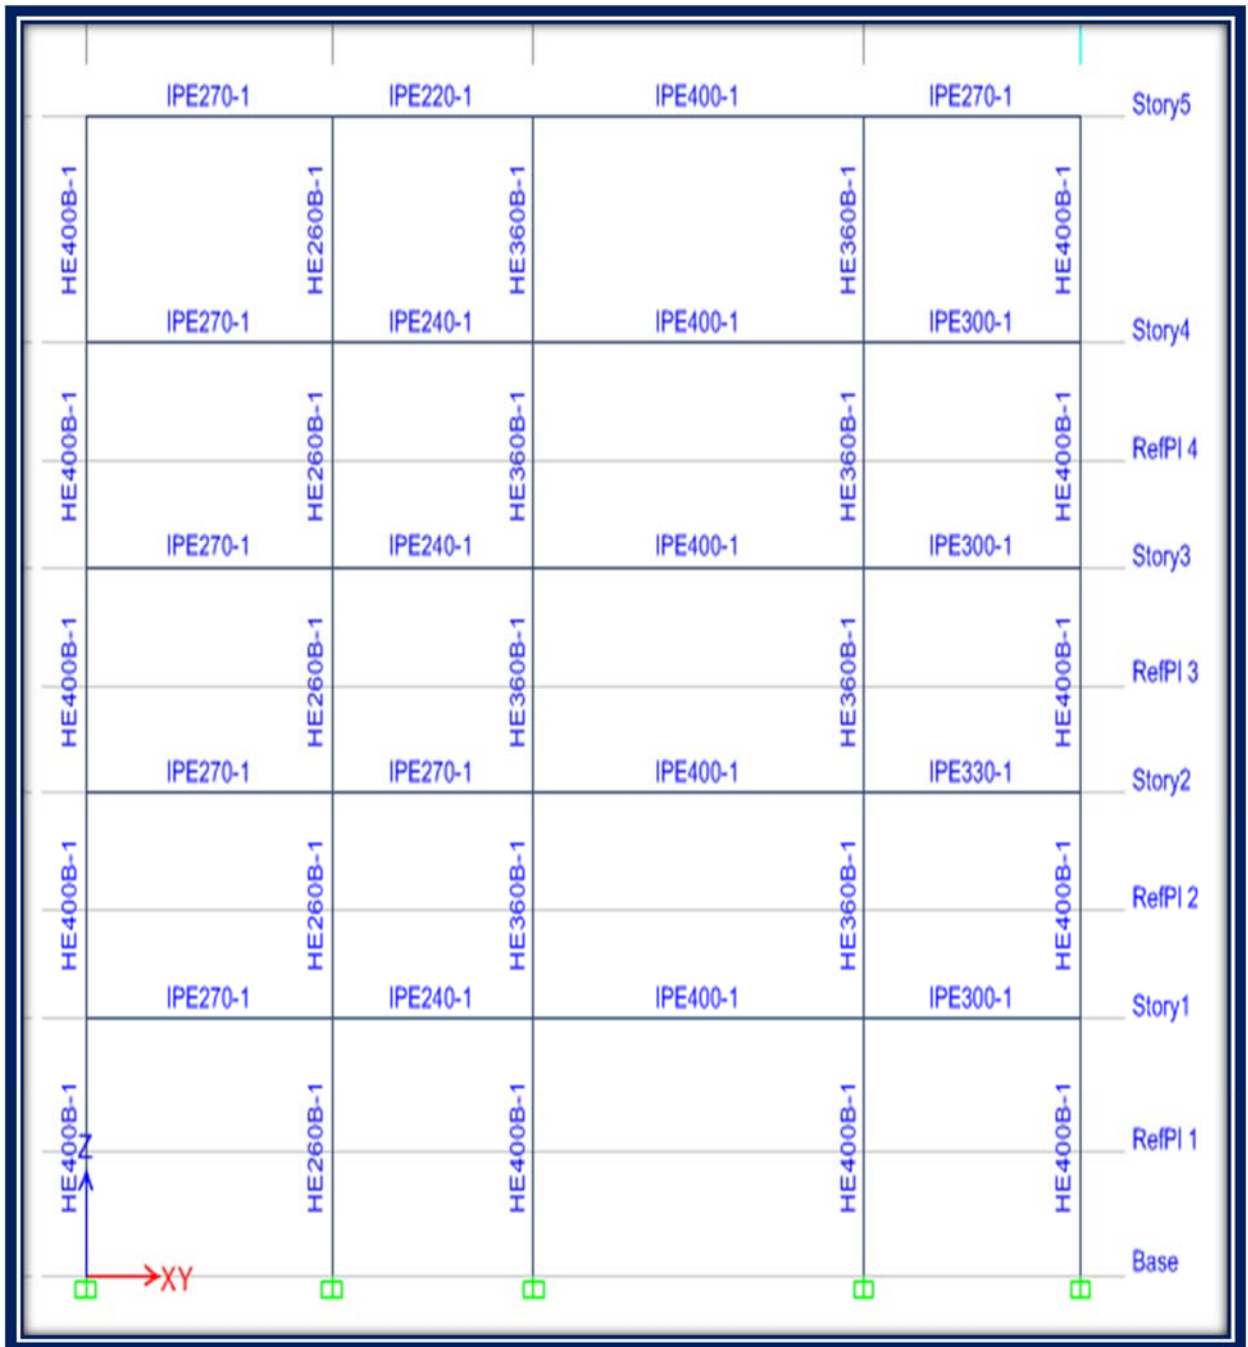 IPE270-1 IPE220-1 IPE400-1 IPE270-1 Story5
HE400B-1 HE260B-1 HE360B-1 HE360B-1 HE400B-1
IPE270-1 IPE240-1 IPE400-1 IPE300-1 Story4
HE400B-1 HE260B-1 HE360B-1 HE360B-1 HE400B-1 RefPl 4
IPE270-1 IPE240-1 IPE400-1 IPE300-1 Story3
HE400B-1 HE260B-1 HE360B-1 HE360B-1 HE400B-1 RefPl 3
IPE270-1 IPE270-1 IPE400-1 IPE330-1 Story2
HE400B-1 HE260B-1 HE360B-1 HE360B-1 HE400B-1 RefPl 2
IPE270-1 IPE240-1 IPE400-1 IPE300-1 Story1
HE400B-1 HE260B-1 HE400B-1 HE400B-1 HE400B-1 RefPl 1
Z
Base
XY